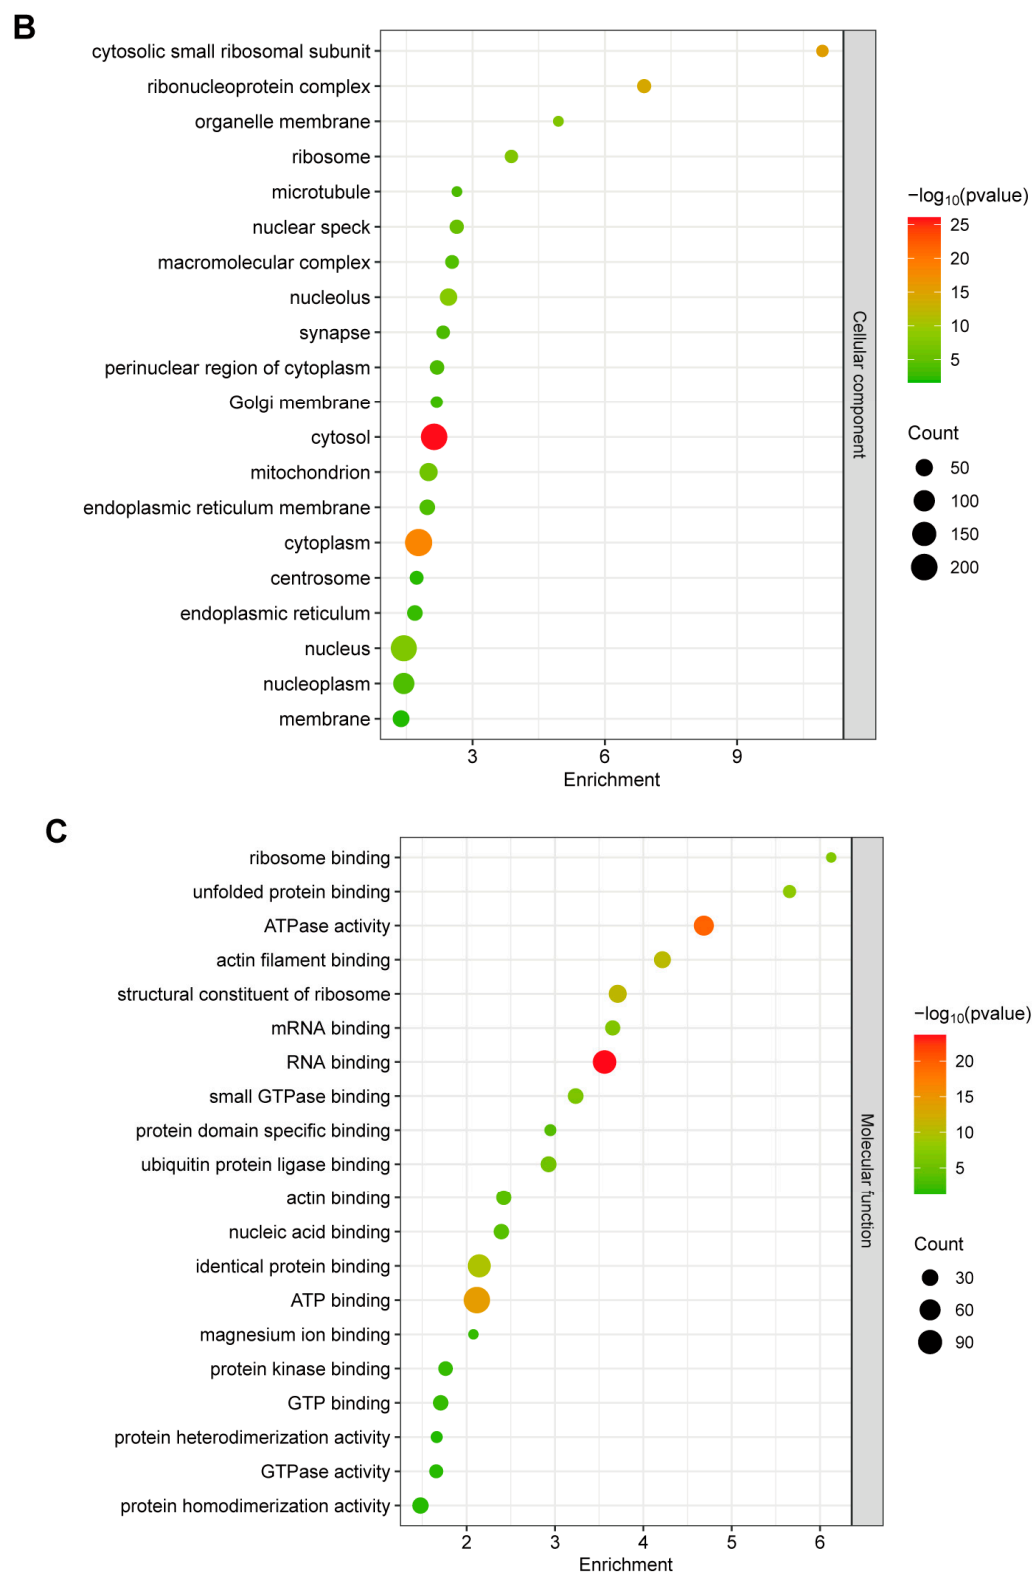 B
cytosolic small ribosomal subunit
ribonucleoprotein complex
organelle membrane
ribosome
microtubule
nuclear speck
macromolecular complex
nucleolus
synapse
perinuclear region of cytoplasm
Golgi membrane
cytosol
mitochondrion
endoplasmic reticulum membrane
cytoplasm
centrosome
endoplasmic reticulum
nucleus
nucleoplasm
membrane
3 6 9
Enrichment
Cellular component
−log₁₀(pvalue)
25
20
15
10
5
Count
50
100
150
200
C
ribosome binding
unfolded protein binding
ATPase activity
actin filament binding
structural constituent of ribosome
mRNA binding
RNA binding
small GTPase binding
protein domain specific binding
ubiquitin protein ligase binding
actin binding
nucleic acid binding
identical protein binding
ATP binding
magnesium ion binding
protein kinase binding
GTP binding
protein heterodimerization activity
GTPase activity
protein homodimerization activity
2 3 4 5 6
Enrichment
Molecular function
−log₁₀(pvalue)
20
15
10
5
Count
30
60
90